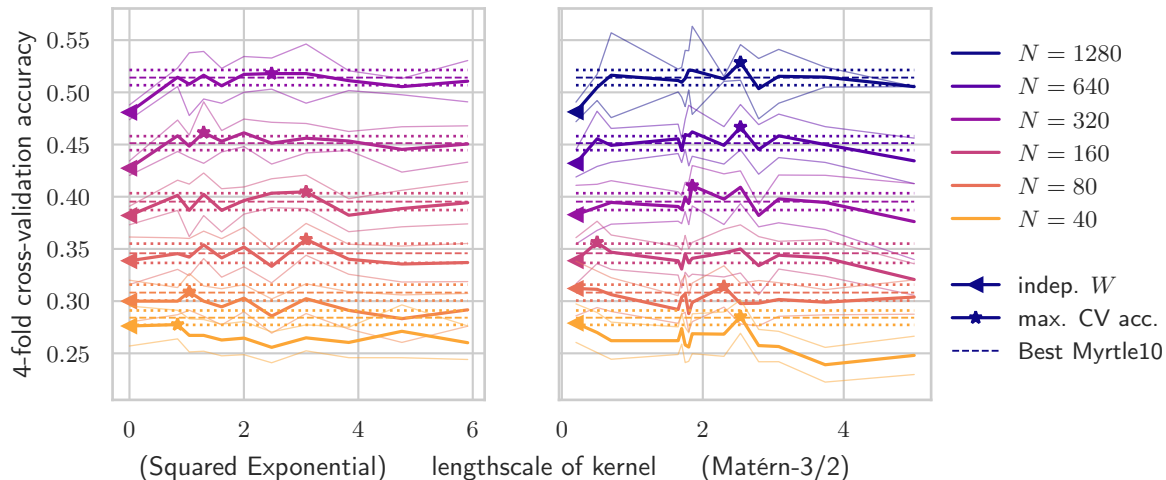 4-fold cross-validation accuracy
0.55
0.50
0.45
0.40
0.35
0.30
0.25
0 2 4 6
0 2 4
(Squared Exponential) lengthscale of kernel (Matérn-3/2)
N = 1280
N = 640
N = 320
N = 160
N = 80
N = 40
indep. W
max. CV acc.
Best Myrtle10